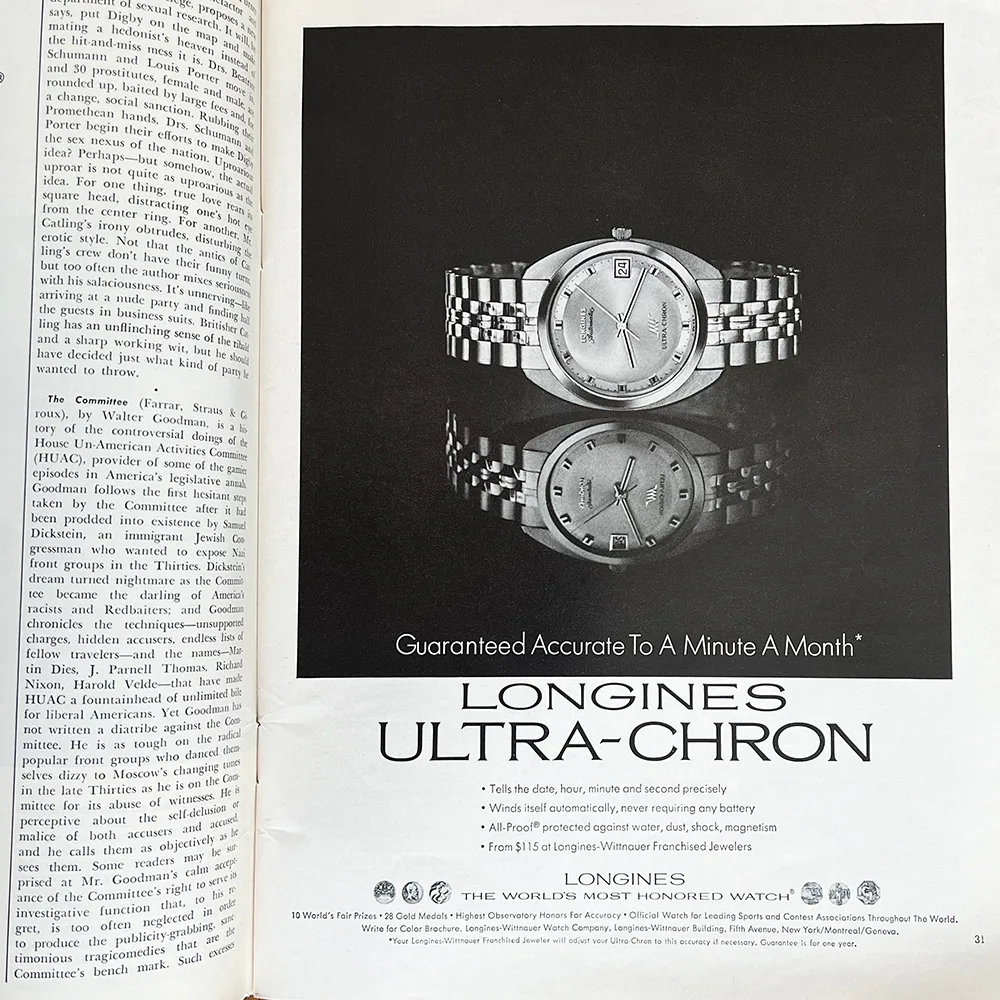 department of sexual research. It will, he
says, put Digby on the map and make
mating a hedonist's heaven instead of
the hit-and-miss mess it is. Drs. Beatrice
Schumann and Louis Porter move in,
and 30 prostitutes, female and male, are
rounded up, baited by large fees and, for
a change, social sanction. Rubbing their
Promethean hands, Drs. Schumann and
Porter begin their efforts to make Digby
the sex nexus of the nation. Uproarious
idea? Perhaps—but somehow, the actual
uproar is not quite as uproarious as the
idea. For one thing, true love rears its
square head, distracting one's hot eye
from the center ring. For another, Mr.
Catling's irony obtrudes, disturbing the
erotic style. Not that the antics of Cat
ling's crew don't have their funny turns,
but too often the author mixes seriousness
with his salaciousness. It's unnerving—like
arriving at a nude party and finding half
the guests in business suits. Britisher Cat
ling has an unflinching sense of the ribald
and a sharp working wit, but he should
have decided just what kind of party he
wanted to throw.
•
The Committee (Farrar, Straus & Gi
roux), by Walter Goodman, is a his
tory of the controversial doings of the
House Un-American Activities Committee
(HUAC), provider of some of the gamier
episodes in America's legislative annals.
Goodman follows the first hesitant steps
taken by the Committee after it had
been prodded into existence by Samuel
Dickstein, an immigrant Jewish Con
gressman who wanted to expose Nazi
front groups in the Thirties. Dickstein's
dream turned nightmare as the Commit
tee became the darling of America's
racists and Redbaiters; and Goodman
chronicles the techniques—unsupported
charges, hidden accusers, endless lists of
fellow travelers—and the names—Mar
tin Dies, J. Parnell Thomas, Richard
Nixon, Harold Velde—that have made
HUAC a fountainhead of unlimited bile
for liberal Americans. Yet Goodman has
not written a diatribe against the Com
mittee. He is as tough on the radical
popular front groups who danced them
selves dizzy to Moscow's changing tunes
in the late Thirties as he is on the Com
mittee for its abuse of witnesses. He is
perceptive about the self-delusion or
malice of both accusers and accused,
and he calls them as objectively as he
sees them. Some readers may be sur
prised at Mr. Goodman's calm accept
ance of the Committee's right to serve its
investigative function that, to his re
gret, is too often neglected in order
to produce the publicity-grabbing, sanc
timonious tragicomedies that are the
Committee's bench mark. Such excesses
24
LONGINES
Automatic
ULTRA-CHRON
Guaranteed Accurate To A Minute A Month*
LONGINES
ULTRA-CHRON
• Tells the date, hour, minute and second precisely
• Winds itself automatically, never requiring any battery
• All-Proof® protected against water, dust, shock, magnetism
• From $115 at Longines-Wittnauer Franchised Jewelers
LONGINES
THE WORLD'S MOST HONORED WATCH®
10 World's Fair Prizes • 28 Gold Medals • Highest Observatory Honors For Accuracy • Official Watch for Leading Sports and Contest Associations Throughout The World.
Write for Color Brochure. Longines-Wittnauer Watch Company, Longines-Wittnauer Building, Fifth Avenue, New York/Montreal/Geneva.
*Your Longines-Wittnauer Franchised Jeweler will adjust your Ultra-Chron to this accuracy if necessary. Guarantee is for one year.
31